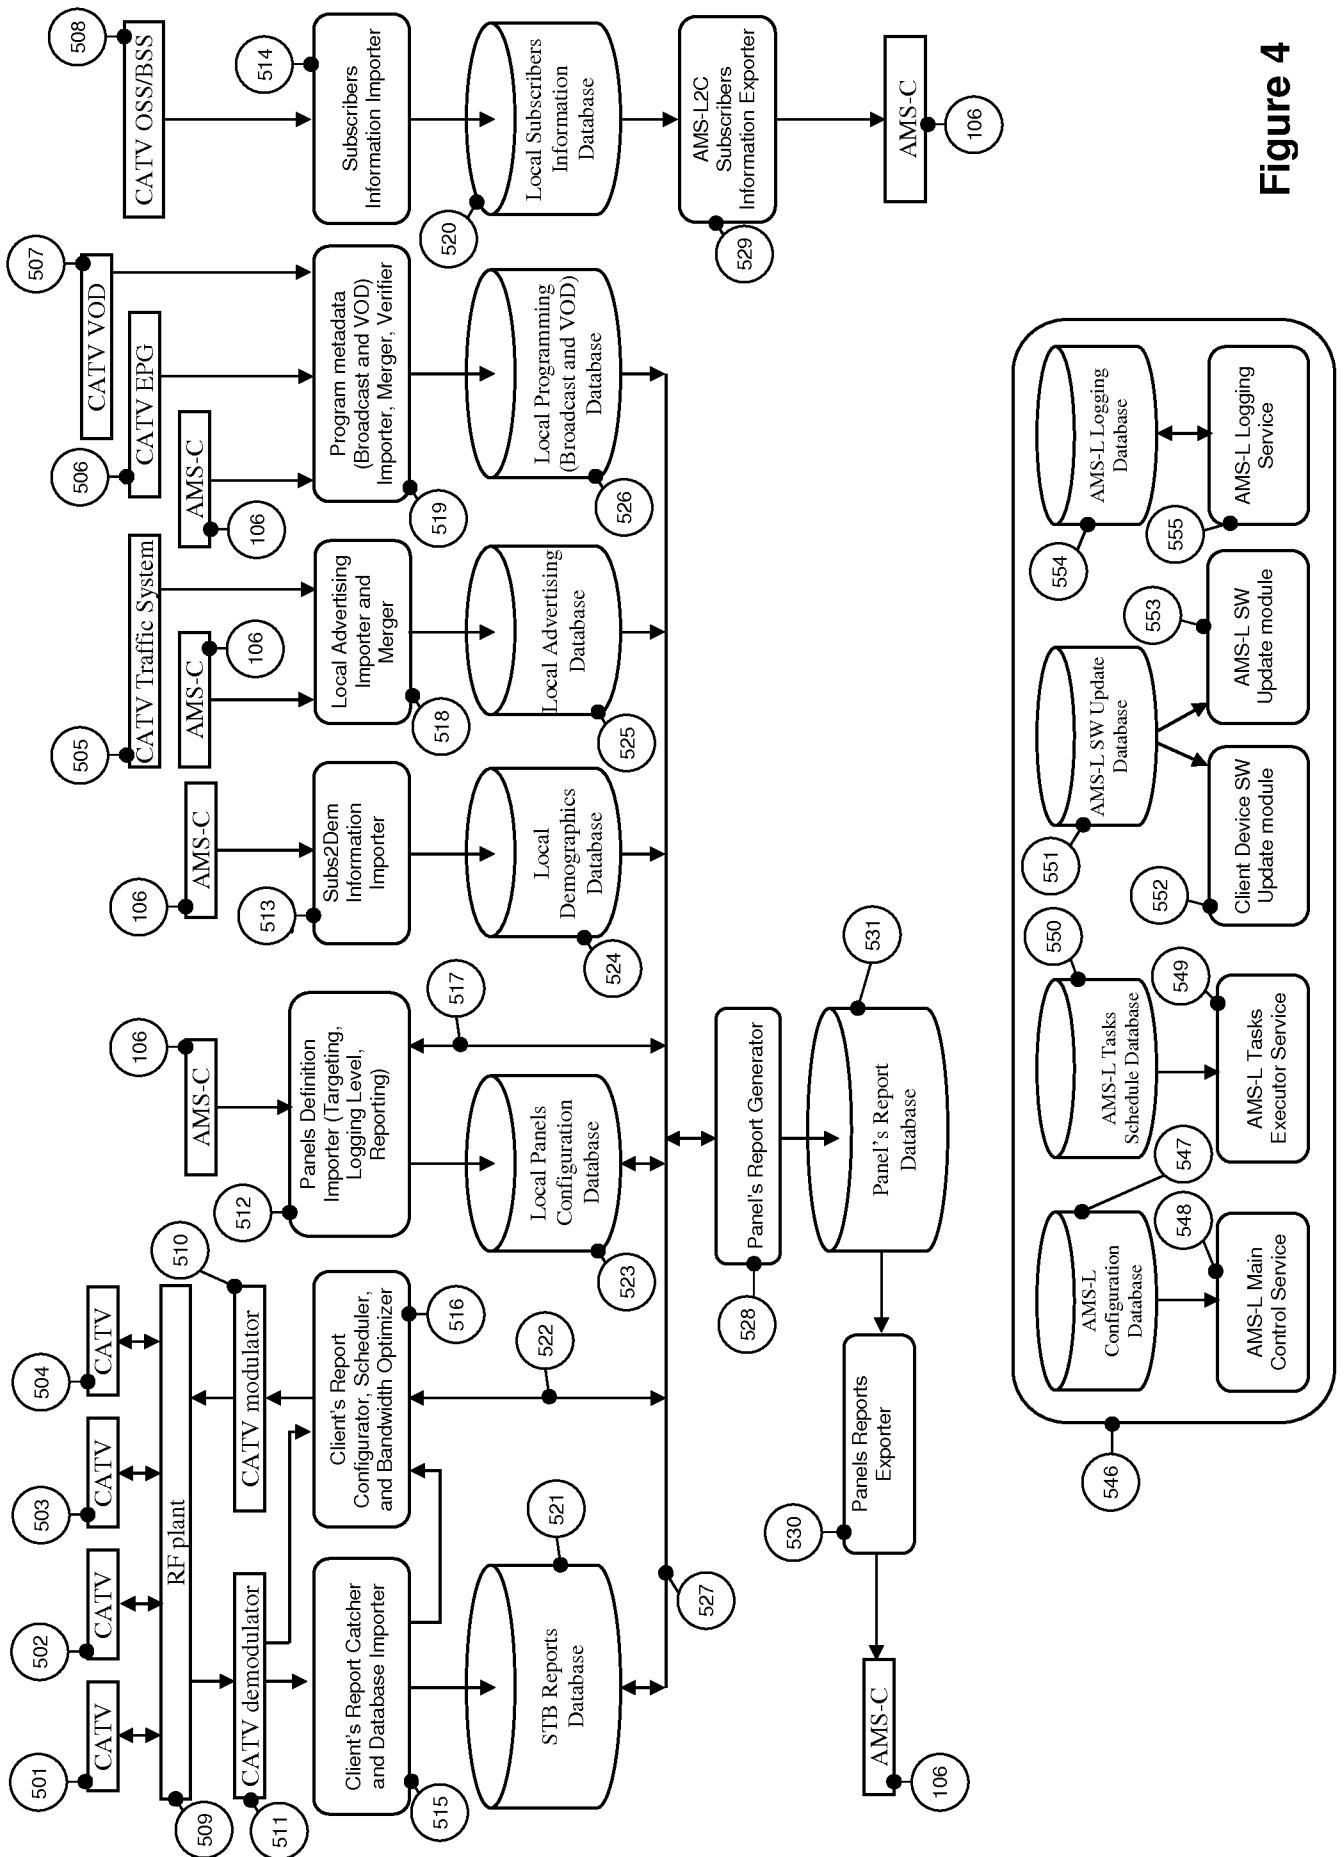 501
CATV
502
CATV
503
CATV
504
CATV
RF plant
509
CATV demodulator
511
CATV modulator
510
Client's Report Catcher
and Database Importer
515
Client's Report
Configurator, Scheduler,
and Bandwidth Optimizer
516
STB Reports
Database
521
522
AMS-C
106
Panels Definition
Importer (Targeting,
Logging Level,
Reporting)
512
517
Local Panels
Configuration
Database
523
106
AMS-C
Subs2Dem
Information
Importer
513
Local
Demographics
Database
524
505
CATV Traffic System
AMS-C
106
Local Advertising
Importer and
Merger
518
Local Advertising
Database
525
507
CATV VOD
506
CATV EPG
AMS-C
106
Program metadata
(Broadcast and VOD)
Importer, Merger, Verifier
519
Local Programming
(Broadcast and VOD)
Database
526
508
CATV OSS/BSS
514
Subscribers
Information Importer
520
Local Subscribers
Information
Database
AMS-L2C
Subscribers
Information Exporter
529
AMS-C
106
527
Panel's Report Generator
528
Panel's Report
Database
531
Panels Reports
Exporter
530
AMS-C
106
546
AMS-L
Configuration
Database
547
AMS-L Main
Control Service
548
AMS-L Tasks
Schedule Database
550
AMS-L Tasks
Executor Service
549
AMS-L SW Update
Database
551
Client Device SW
Update module
552
AMS-L SW
Update module
553
AMS-L Logging
Database
554
AMS-L Logging
Service
555
Figure 4